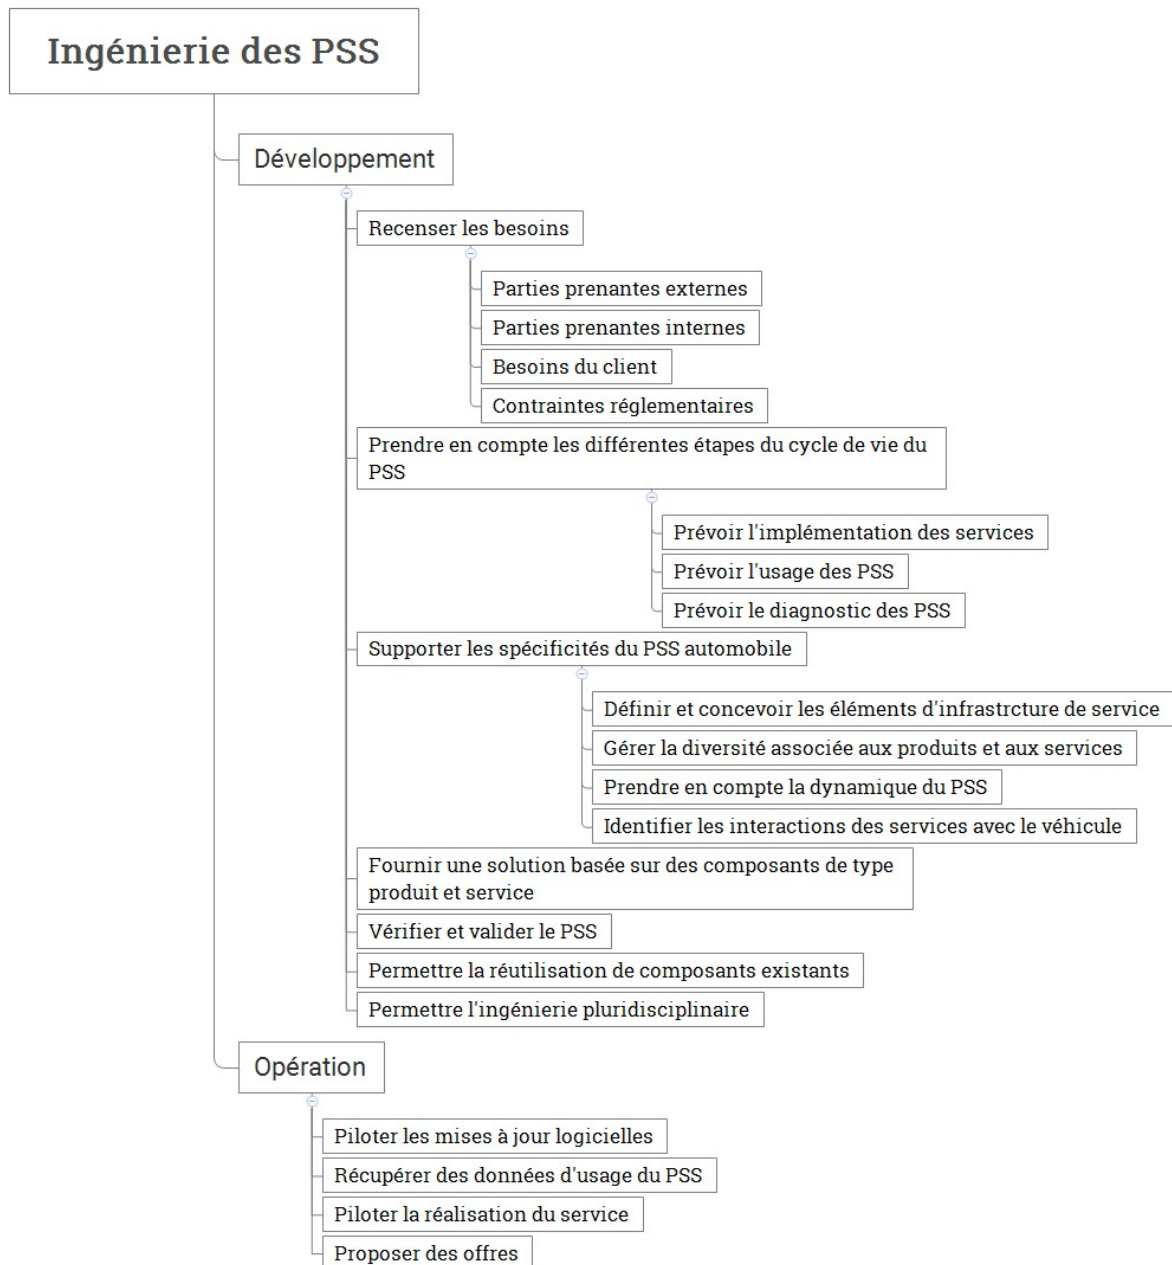 Ingénierie des PSS
Développement
Recenser les besoins
Parties prenantes externes
Parties prenantes internes
Besoins du client
Contraintes réglementaires
Prendre en compte les différentes étapes du cycle de vie du
PSS
Prévoir l'implémentation des services
Prévoir l'usage des PSS
Prévoir le diagnostic des PSS
Supporter les spécificités du PSS automobile
Définir et concevoir les éléments d'infrastrcture de service
Gérer la diversité associée aux produits et aux services
Prendre en compte la dynamique du PSS
Identifier les interactions des services avec le véhicule
Fournir une solution basée sur des composants de type
produit et service
Vérifier et valider le PSS
Permettre la réutilisation de composants existants
Permettre l'ingénierie pluridisciplinaire
Opération
Piloter les mises à jour logicielles
Récupérer des données d'usage du PSS
Piloter la réalisation du service
Proposer des offres